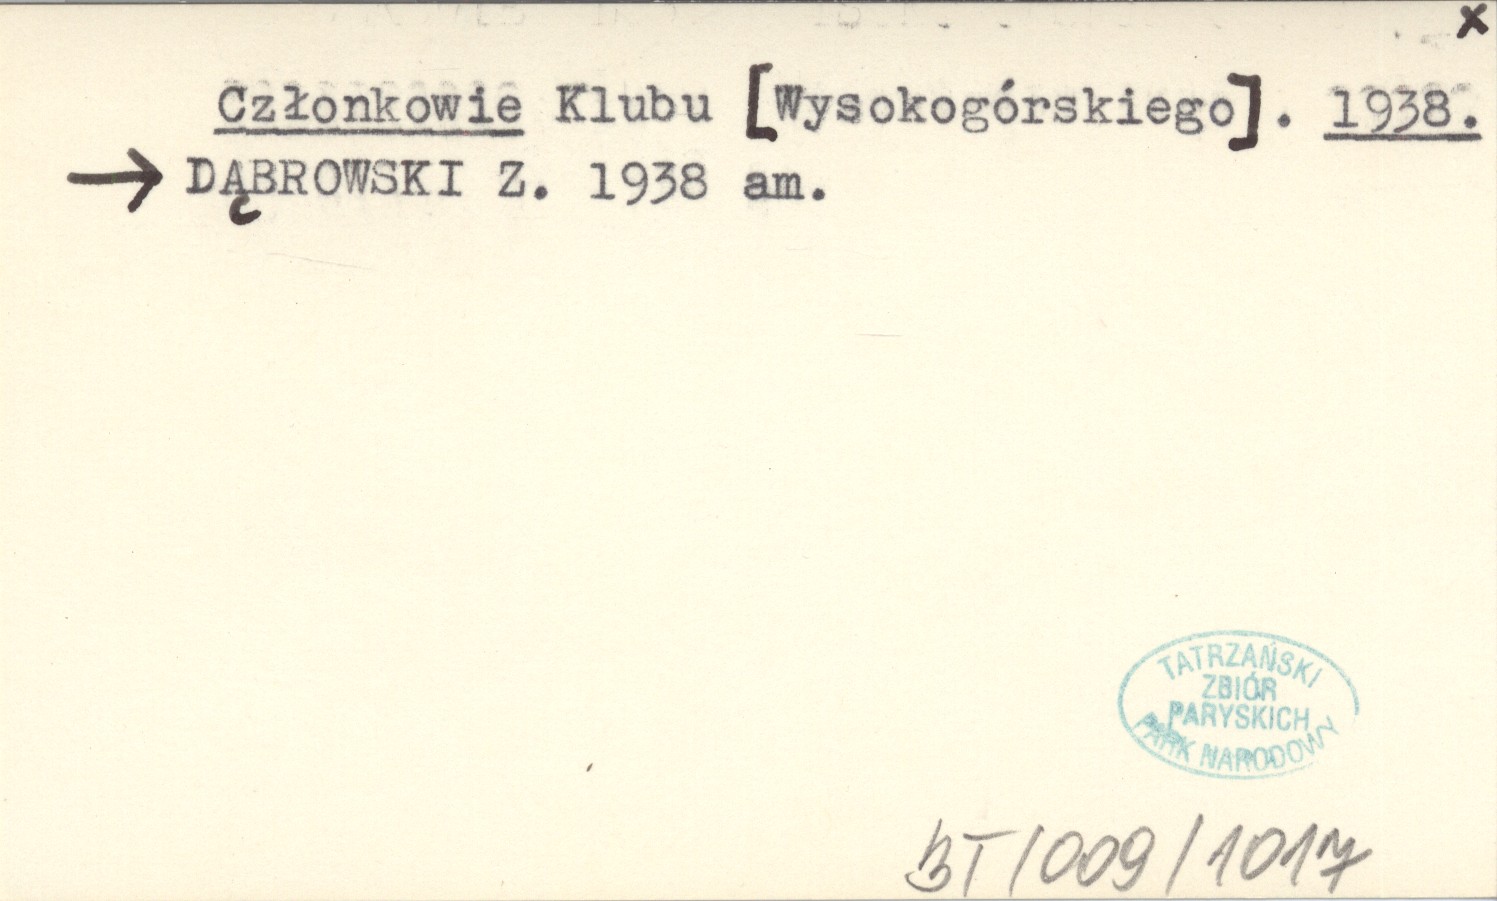 x
Członkowie Klubu [Wysokogórskiego]. 1938.
→ DĄBROWSKI Z. 1938 am.
TATRZAŃSKI
ZBIÓR
PARYSKICH
PARK NARODOWY
BT/009/1017